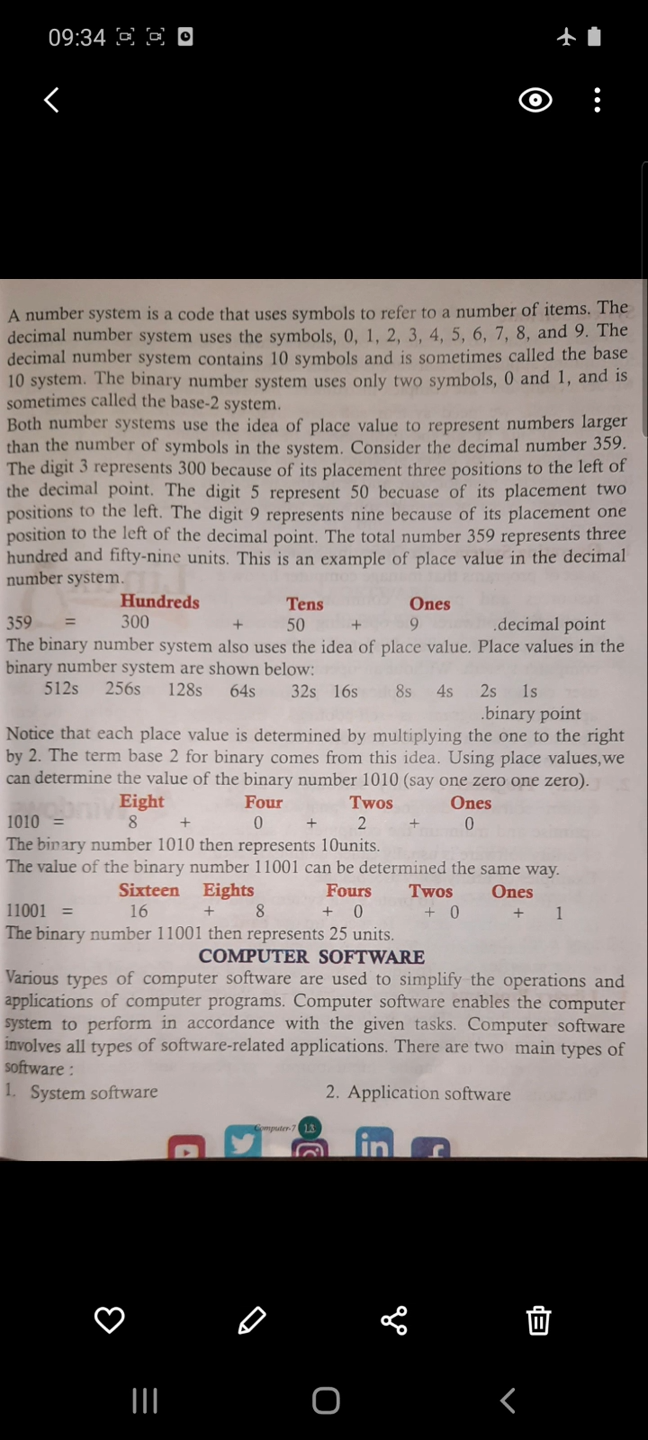 09:34
A number system is a code that uses symbols to refer to a number of items. The
decimal number system uses the symbols, 0, 1, 2, 3, 4, 5, 6, 7, 8, and 9. The
decimal number system contains 10 symbols and is sometimes called the base
10 system. The binary number system uses only two symbols, 0 and 1, and is
sometimes called the base-2 system.
Both number systems use the idea of place value to represent numbers larger
than the number of symbols in the system. Consider the decimal number 359.
The digit 3 represents 300 because of its placement three positions to the left of
the decimal point. The digit 5 represent 50 becuase of its placement two
positions to the left. The digit 9 represents nine because of its placement one
position to the left of the decimal point. The total number 359 represents three
hundred and fifty-nine units. This is an example of place value in the decimal
number system.
Hundreds Tens Ones
359 = 300 + 50 + 9 .decimal point
The binary number system also uses the idea of place value. Place values in the
binary number system are shown below:
512s 256s 128s 64s 32s 16s 8s 4s 2s 1s
.binary point
Notice that each place value is determined by multiplying the one to the right
by 2. The term base 2 for binary comes from this idea. Using place values,we
can determine the value of the binary number 1010 (say one zero one zero).
Eight Four Twos Ones
1010 = 8 + 0 + 2 + 0
The binary number 1010 then represents 10units.
The value of the binary number 11001 can be determined the same way.
Sixteen Eights Fours Twos Ones
11001 = 16 + 8 + 0 + 0 + 1
The binary number 11001 then represents 25 units.
COMPUTER SOFTWARE
Various types of computer software are used to simplify the operations and
applications of computer programs. Computer software enables the computer
system to perform in accordance with the given tasks. Computer software
involves all types of software-related applications. There are two main types of
software :
1. System software 2. Application software
Computer-7 13
in f